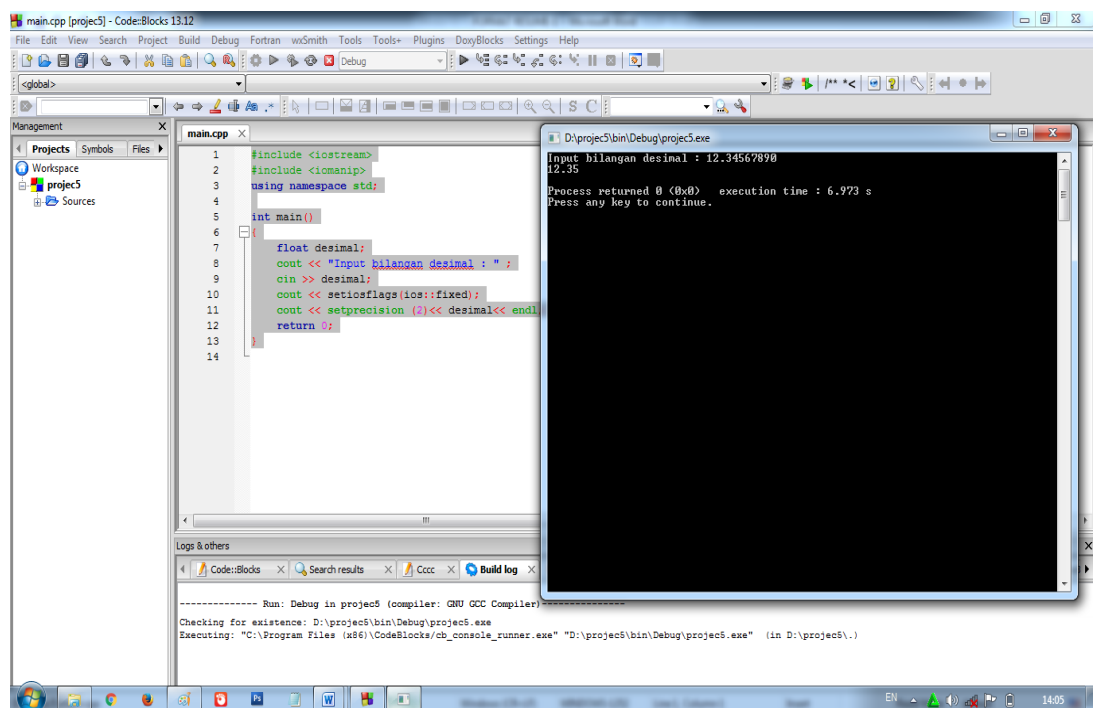 main.cpp [projec5] - Code::Blocks 13.12
File Edit View Search Project Build Debug Fortran wxSmith Tools Tools+ Plugins DoxyBlocks Settings Help
Debug
<global>
/** *<
S C
Management X
main.cpp X
Projects Symbols Files
Workspace
projec5
Sources
1 #include <iostream>
2 #include <iomanip>
3 using namespace std;
4
5 int main()
6 {
7 float desimal;
8 cout << "Input bilangan desimal : " ;
9 cin >> desimal;
10 cout << setiosflags(ios::fixed);
11 cout << setprecision (2)<< desimal<< endl
12 return 0;
13 }
14
D:\projec5\bin\Debug\projec5.exe
Input bilangan desimal : 12.34567890
12.35
Process returned 0 (0x0) execution time : 6.973 s
Press any key to continue.
Logs & others
Code::Blocks X Search results X Cccc X Build log X
-------------- Run: Debug in projec5 (compiler: GNU GCC Compiler)---------------
Checking for existence: D:\projec5\bin\Debug\projec5.exe
Executing: "C:\Program Files (x86)\CodeBlocks/cb_console_runner.exe" "D:\projec5\bin\Debug\projec5.exe" (in D:\projec5\.)
Ps
W
EN
14:05